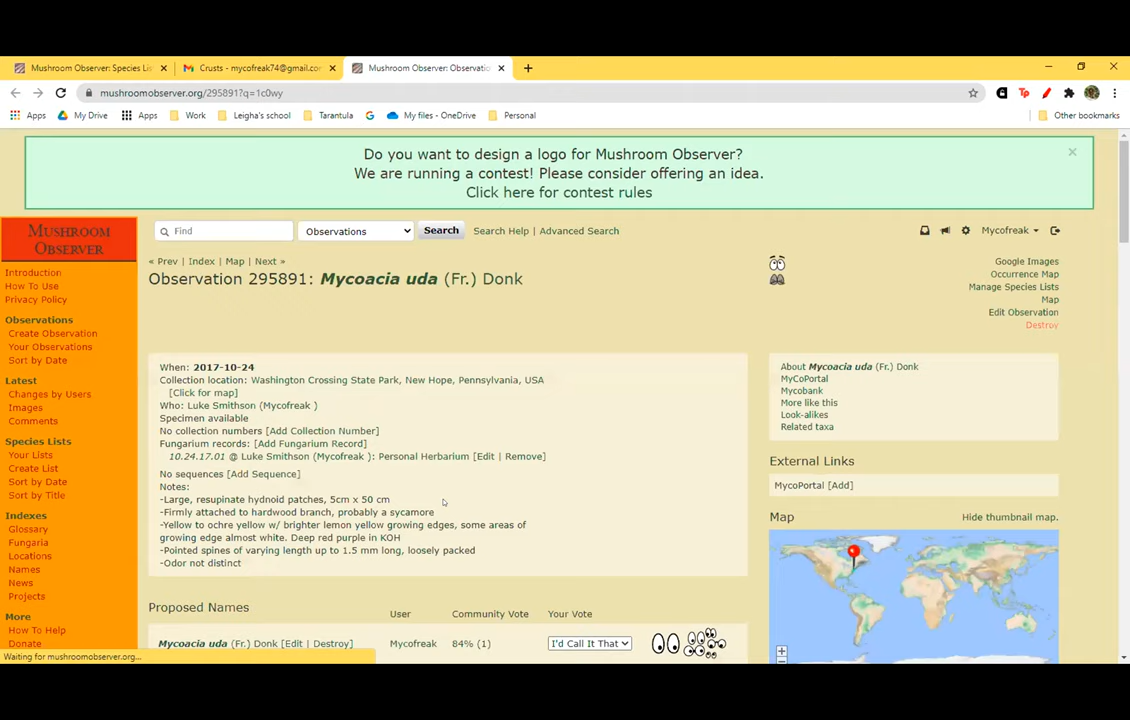 Mushroom Observer: Species Lis
Crusts - mycofreak74@gmail.com
Mushroom Observer: Observatio
mushroomobserver.org/295891?q=1c0wy
Apps
My Drive
Apps
Work
Leigha's school
Tarantula
My files - OneDrive
Personal
Other bookmarks
Do you want to design a logo for Mushroom Observer?
We are running a contest! Please consider offering an idea.
Click here for contest rules
MUSHROOM
OBSERVER
Find
Observations
Search
Search Help | Advanced Search
Mycofreak
Introduction
How To Use
Privacy Policy
Observations
Create Observation
Your Observations
Sort by Date
Latest
Changes by Users
Images
Comments
Species Lists
Your Lists
Create List
Sort by Date
Sort by Title
Indexes
Glossary
Fungaria
Locations
Names
News
Projects
More
How To Help
Donate
Waiting for mushroomobserver.org...
« Prev | Index | Map | Next »
Observation 295891: Mycoacia uda (Fr.) Donk
Google Images
Occurrence Map
Manage Species Lists
Map
Edit Observation
Destroy
When: 2017-10-24
Collection location: Washington Crossing State Park, New Hope, Pennsylvania, USA
[Click for map]
Who: Luke Smithson (Mycofreak )
Specimen available
No collection numbers [Add Collection Number]
Fungarium records: [Add Fungarium Record]
10.24.17.01 @ Luke Smithson (Mycofreak ): Personal Herbarium [Edit | Remove]
No sequences [Add Sequence]
Notes:
-Large, resupinate hydnoid patches, 5cm x 50 cm
-Firmly attached to hardwood branch, probably a sycamore
-Yellow to ochre yellow w/ brighter lemon yellow growing edges, some areas of
growing edge almost white. Deep red purple in KOH
-Pointed spines of varying length up to 1.5 mm long, loosely packed
-Odor not distinct
About Mycoacia uda (Fr.) Donk
MyCoPortal
Mycobank
More like this
Look-alikes
Related taxa
External Links
MycoPortal [Add]
Map
Hide thumbnail map.
Proposed Names
User
Community Vote
Your Vote
Mycoacia uda (Fr.) Donk [Edit | Destroy]
Mycofreak
84% (1)
I'd Call It That